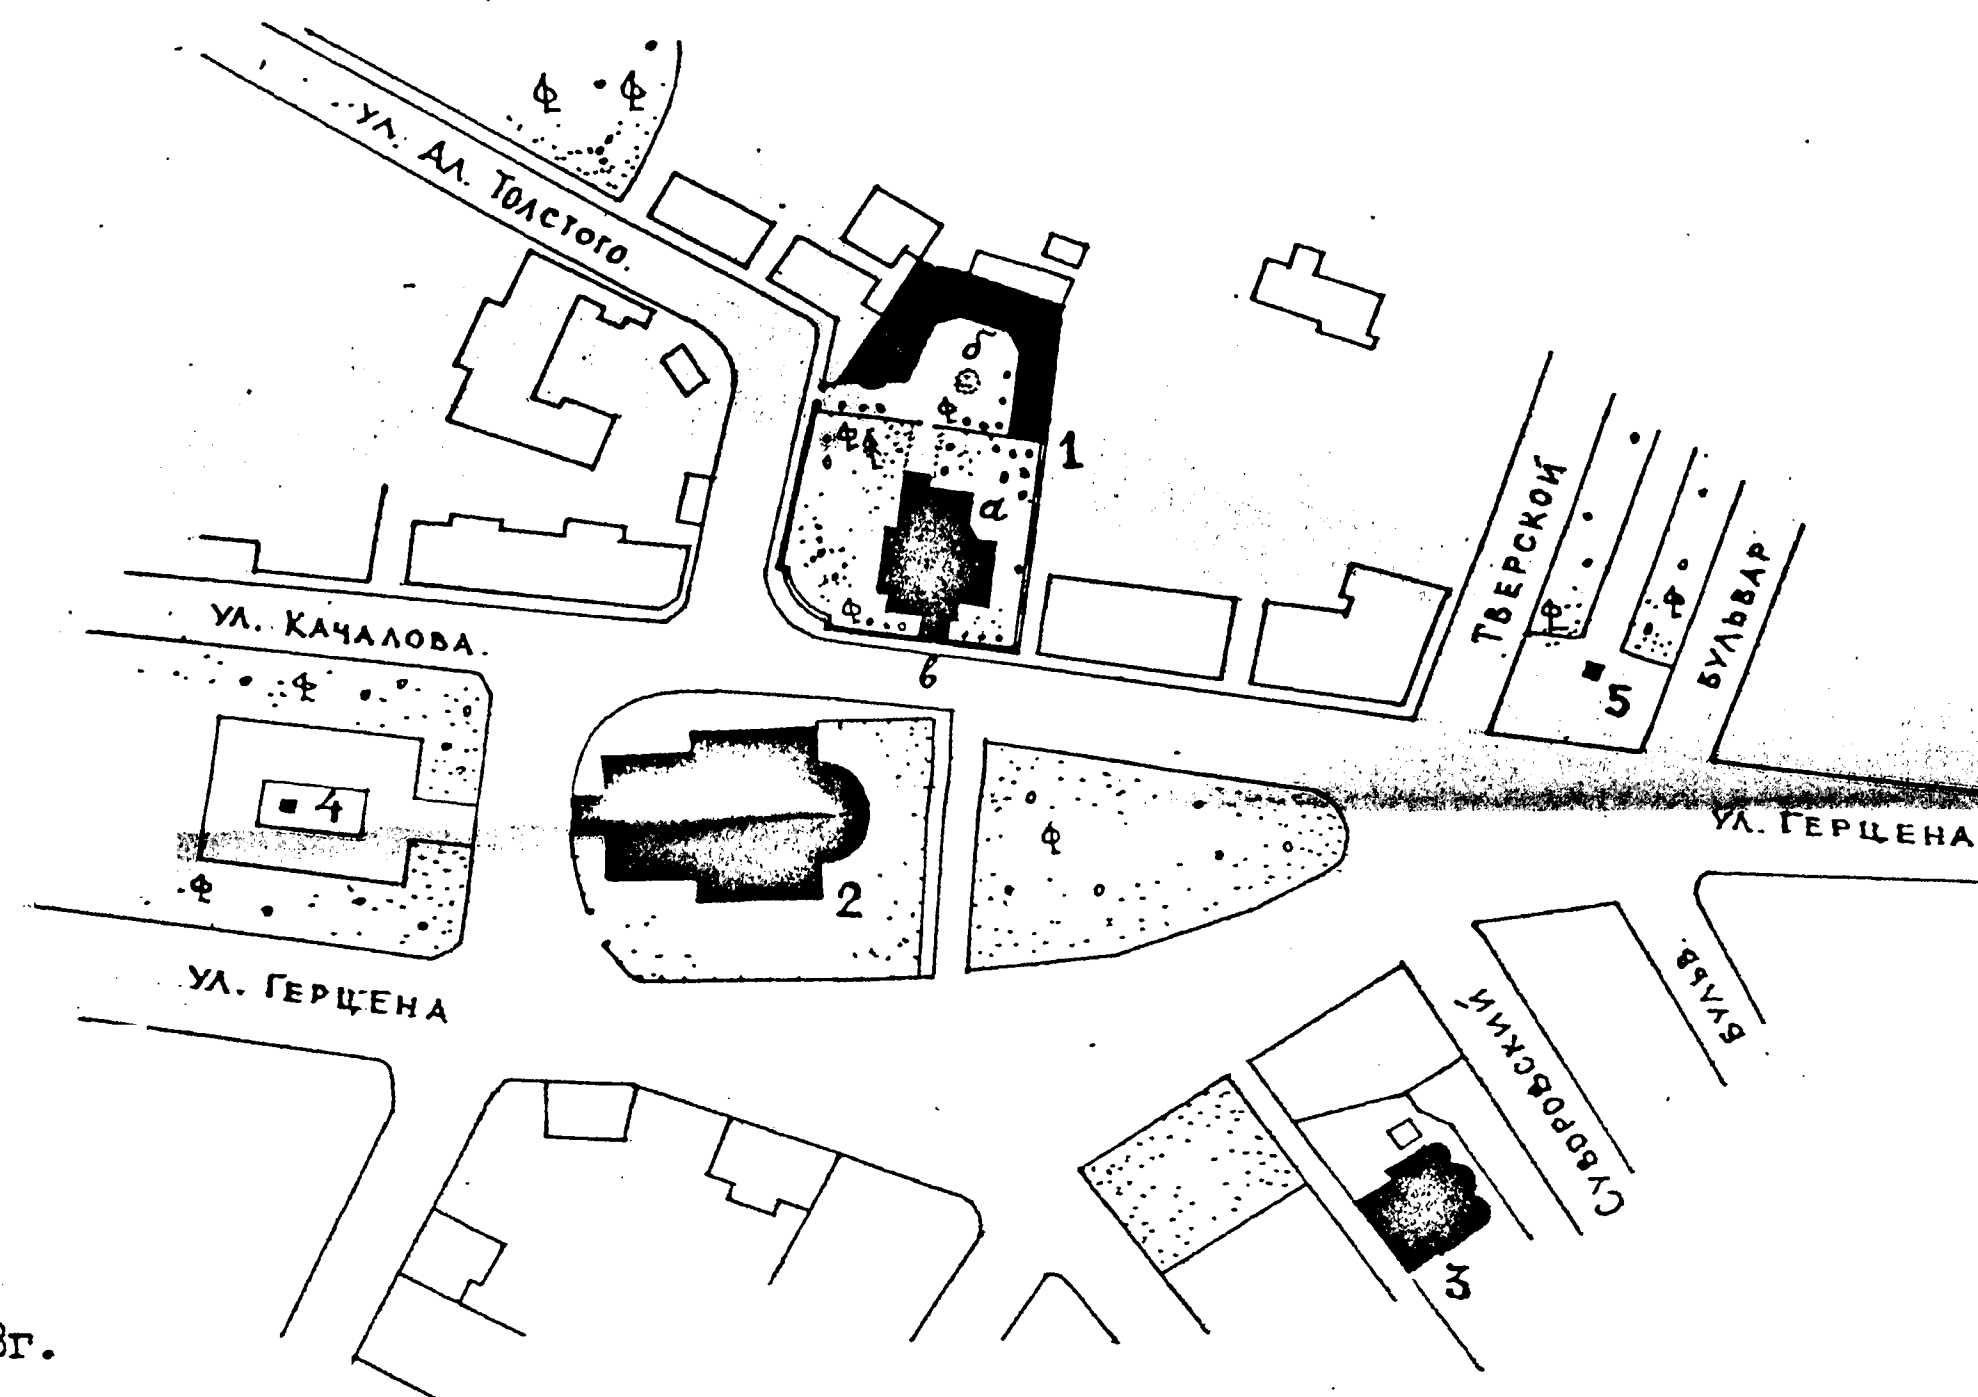 ул. Ал. Толстого.
б
1
а
в
ул. Качалова.
Тверской
бульвар
5
4
2
ул. Герцена
ул. Герцена
бульв.
Суворовский
3
г.